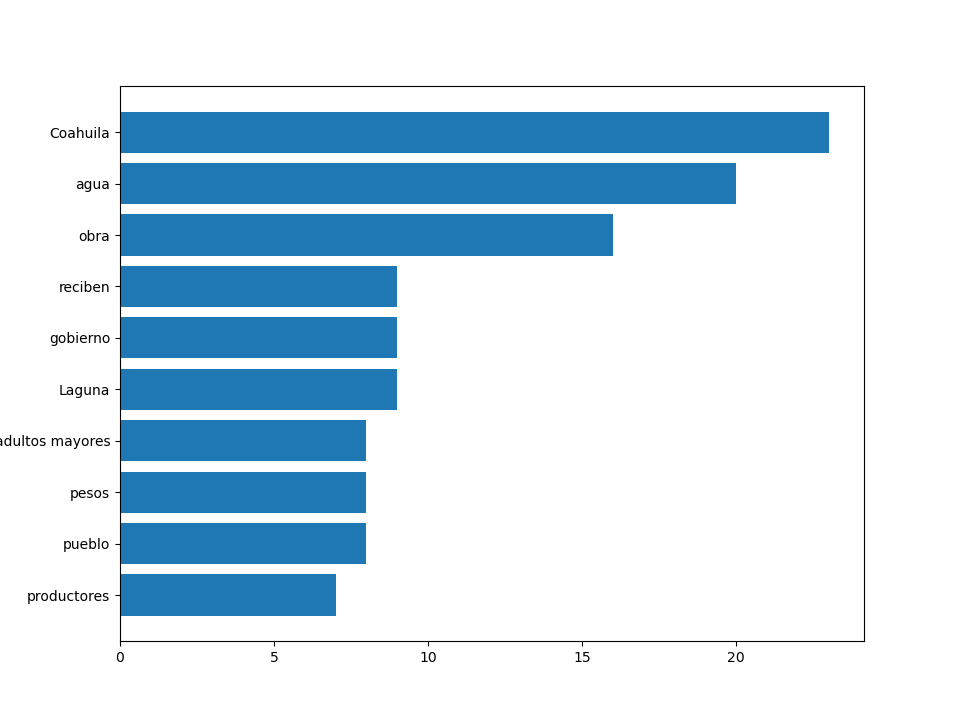 Coahuila
agua
obra
reciben
gobierno
Laguna
adultos mayores
pesos
pueblo
productores
0 5 10 15 20